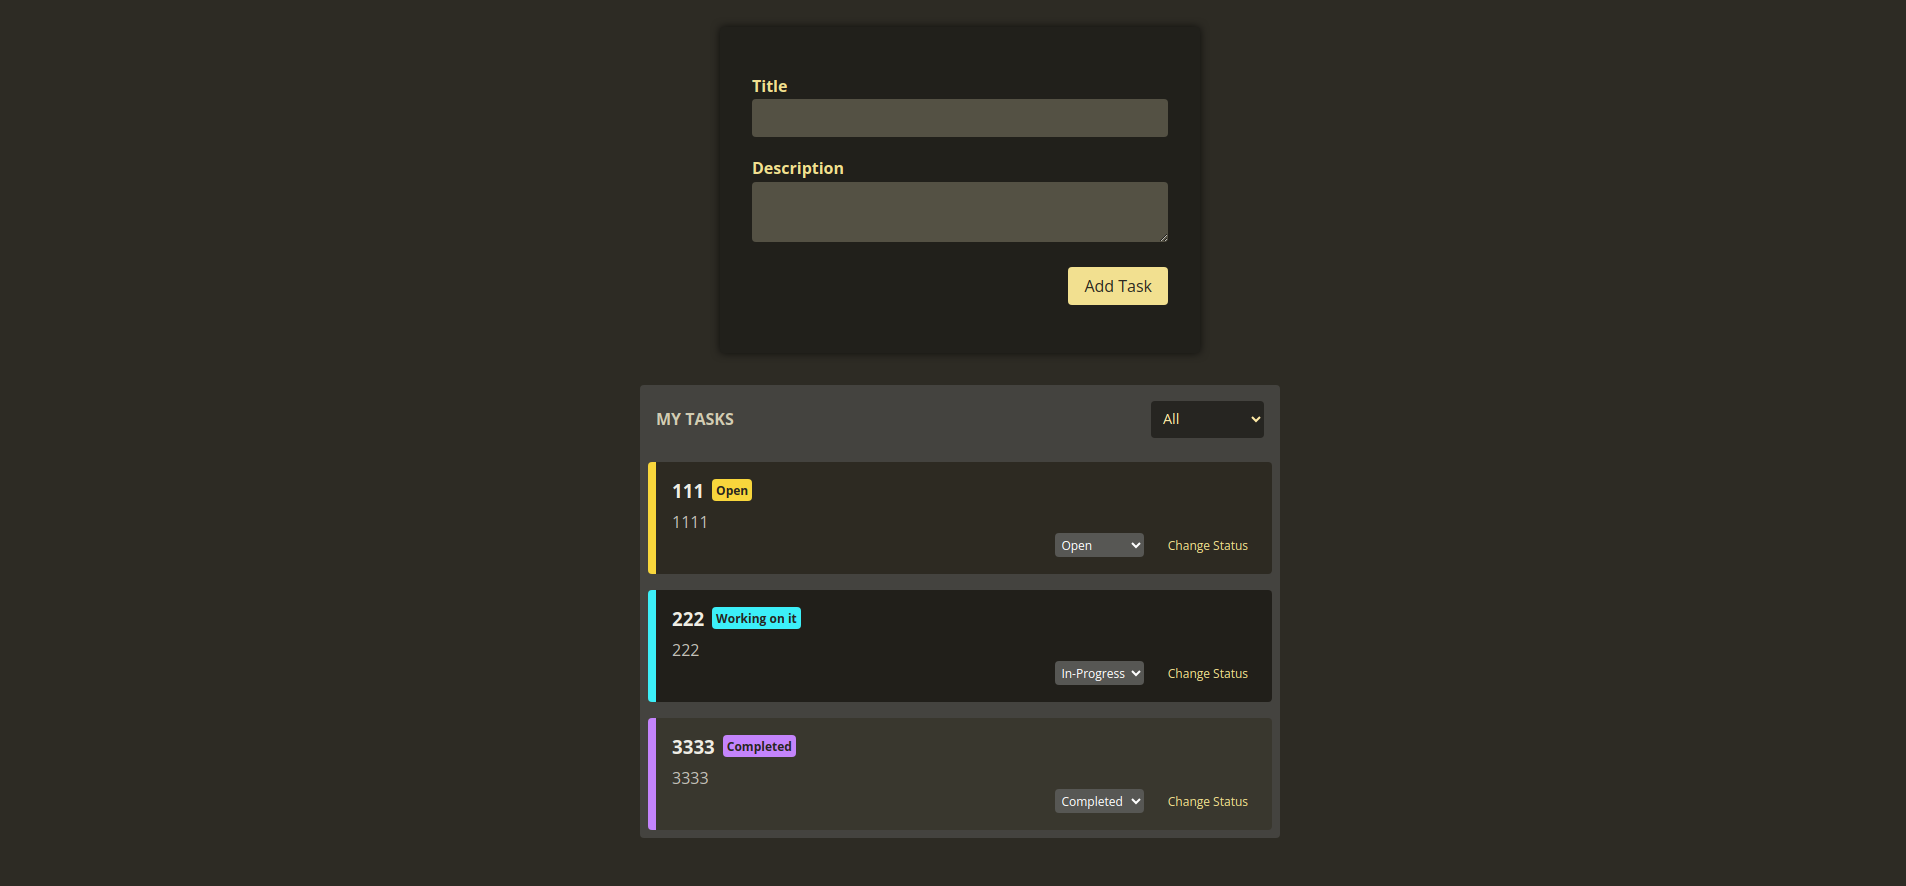 Title
Description
Add Task
MY TASKS All
111 Open
1111
Open Change Status
222 Working on it
222
In-Progress Change Status
3333 Completed
3333
Completed Change Status